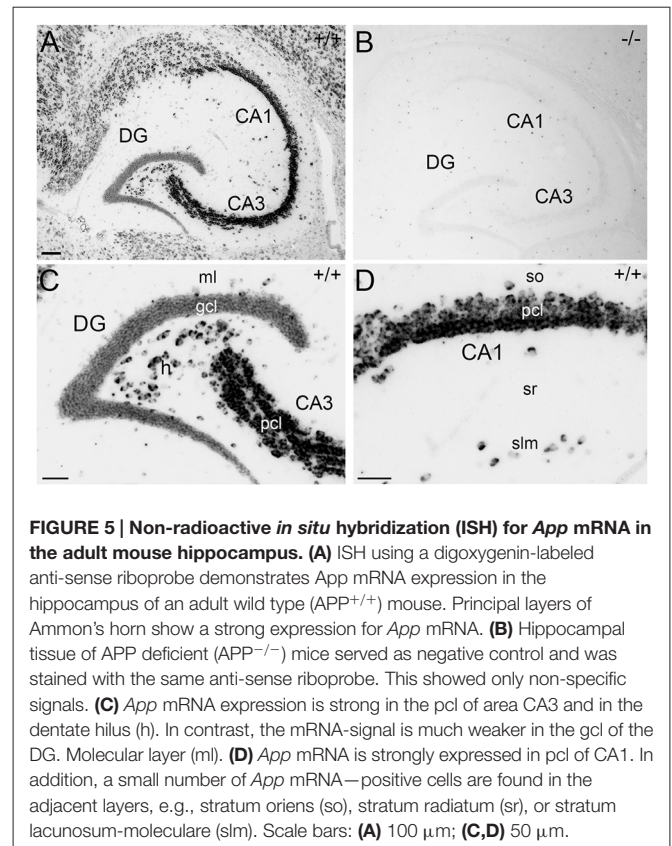 A
+/+
CA1
DG
CA3
B
-/-
CA1
DG
CA3
C
ml
+/+
gcl
DG
h
CA3
pcl
D
so
+/+
pcl
CA1
sr
slm
FIGURE 5 | Non-radioactive in situ hybridization (ISH) for App mRNA in
the adult mouse hippocampus. (A) ISH using a digoxygenin-labeled
anti-sense riboprobe demonstrates App mRNA expression in the
hippocampus of an adult wild type (APP+/+) mouse. Principal layers of
Ammon's horn show a strong expression for App mRNA. (B) Hippocampal
tissue of APP deficient (APP−/−) mice served as negative control and was
stained with the same anti-sense riboprobe. This showed only non-specific
signals. (C) App mRNA expression is strong in the pcl of area CA3 and in the
dentate hilus (h). In contrast, the mRNA-signal is much weaker in the gcl of the
DG. Molecular layer (ml). (D) App mRNA is strongly expressed in pcl of CA1. In
addition, a small number of App mRNA—positive cells are found in the
adjacent layers, e.g., stratum oriens (so), stratum radiatum (sr), or stratum
lacunosum-moleculare (slm). Scale bars: (A) 100 μm; (C,D) 50 μm.